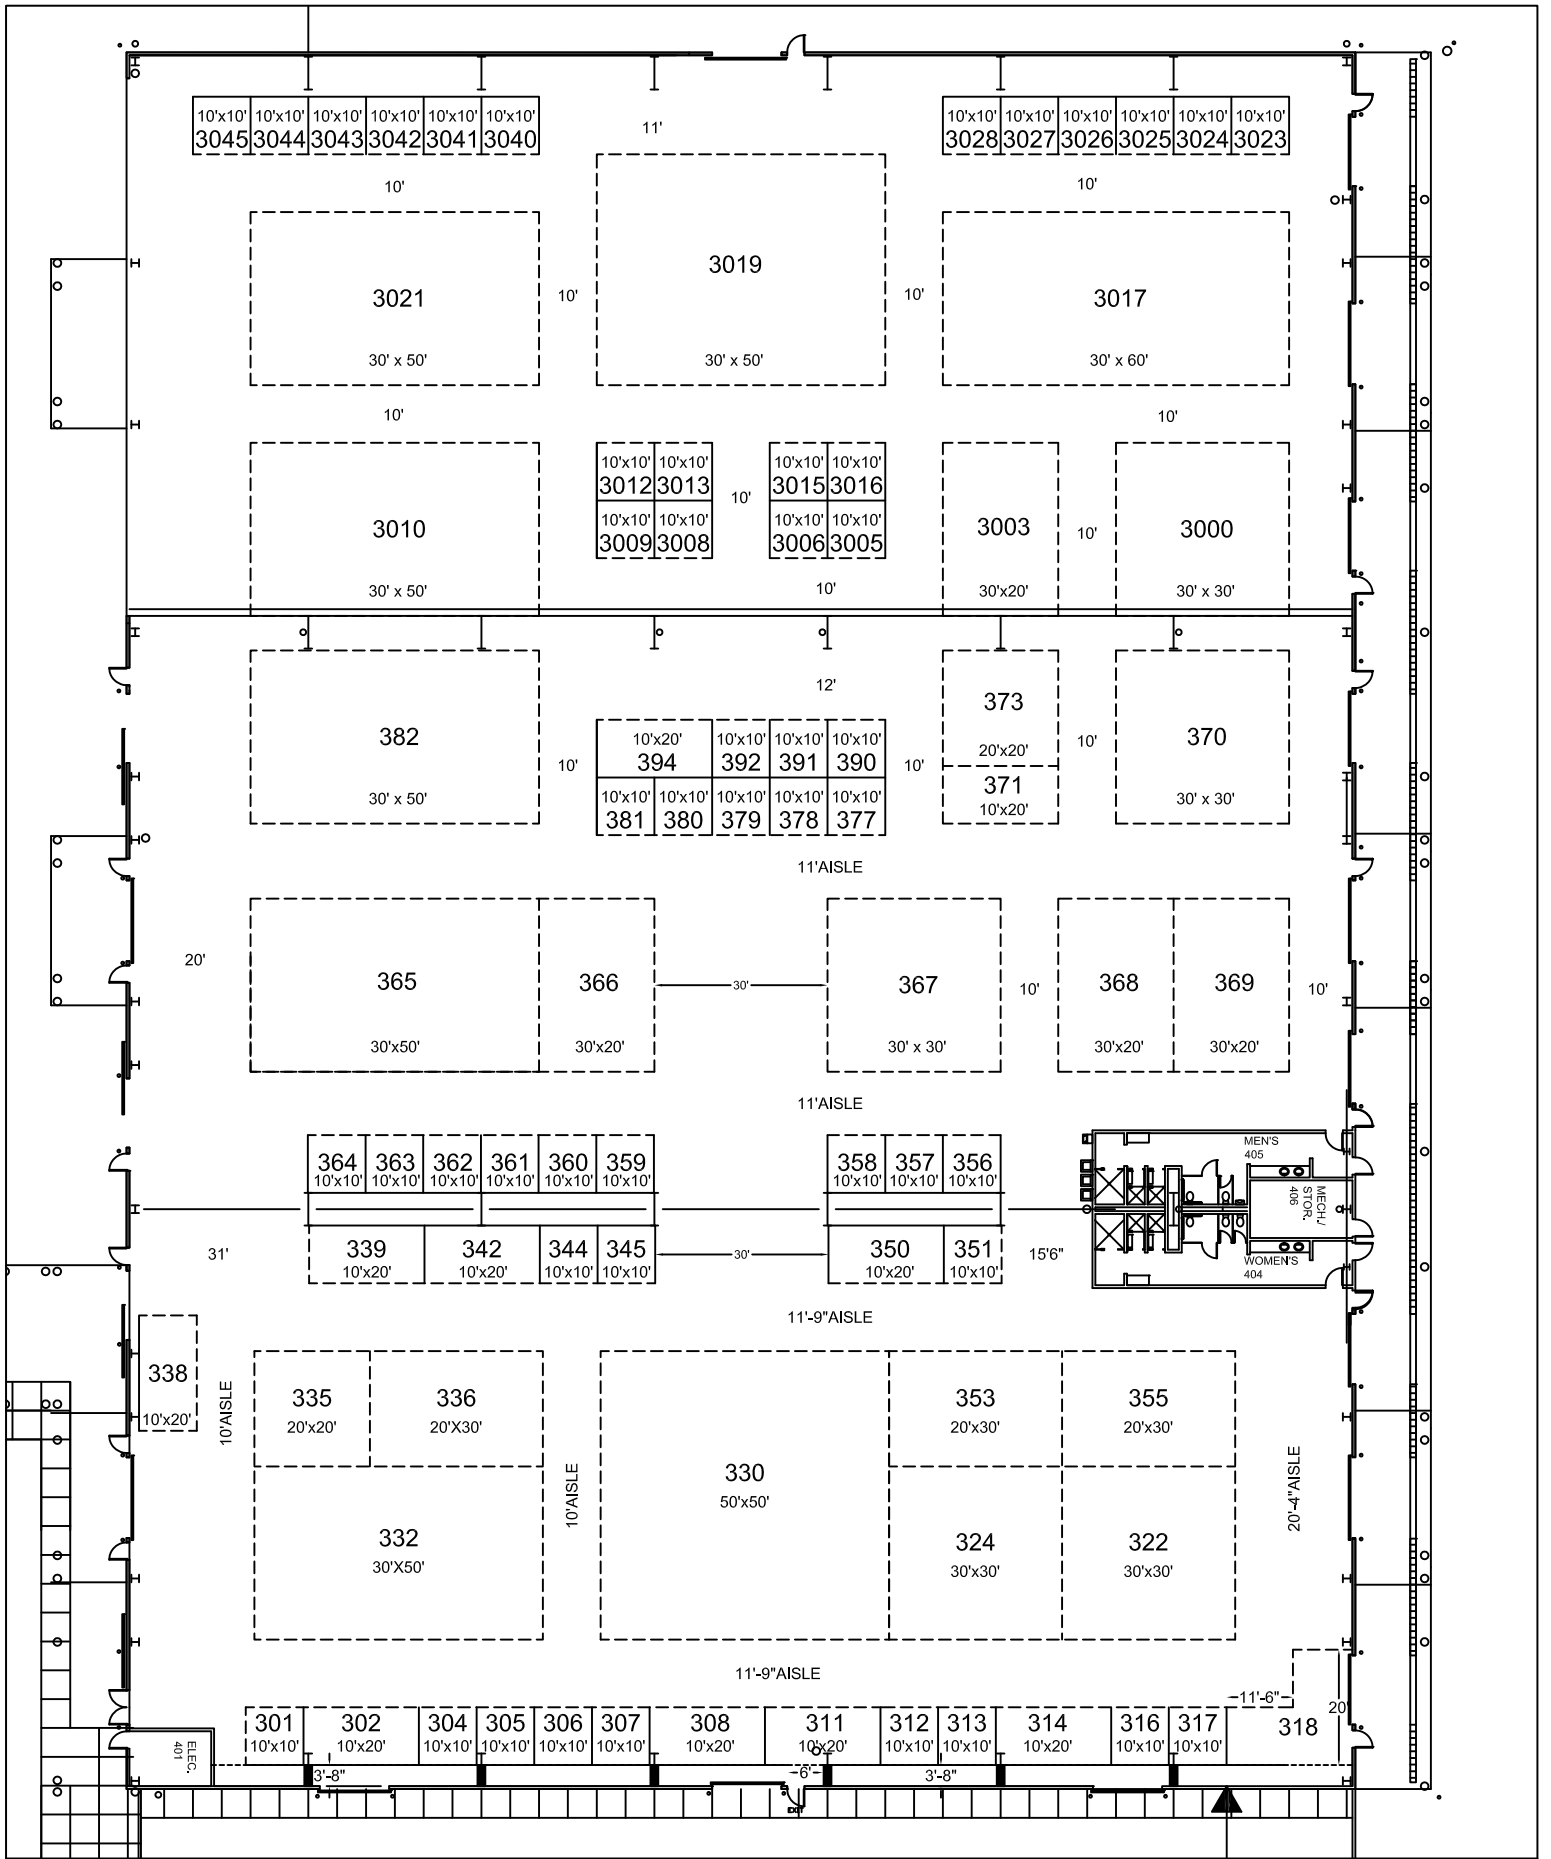 10'x10' 10'x10' 10'x10' 10'x10' 10'x10' 10'x10'
3045 3044 3043 3042 3041 3040
11'
10'x10' 10'x10' 10'x10' 10'x10' 10'x10' 10'x10'
3028 3027 3026 3025 3024 3023
10'
10'
3021
30' x 50'
10'
3019
30' x 50'
10'
3017
30' x 60'
10'
10'
3010
30' x 50'
10'x10' 10'x10'
3012 3013
10'x10' 10'x10'
3009 3008
10'
10'x10' 10'x10'
3015 3016
10'x10' 10'x10'
3006 3005
10'
3003
30'x20'
10'
3000
30' x 30'
382
30' x 50'
10'
12'
10'x20' 10'x10' 10'x10' 10'x10'
394 392 391 390
10'x10' 10'x10' 10'x10' 10'x10' 10'x10'
381 380 379 378 377
10'
373
20'x20'
371
10'x20'
10'
370
30' x 30'
11'AISLE
20'
365
30'x50'
366
30'x20'
30'
367
30' x 30'
10'
368
30'x20'
369
30'x20'
10'
11'AISLE
364 363 362 361 360 359
10'x10' 10'x10' 10'x10' 10'x10' 10'x10' 10'x10'
358 357 356
10'x10' 10'x10' 10'x10'
MEN'S
405
MECH./
STOR.
406
WOMEN'S
404
31'
339 342 344 345
10'x20' 10'x20' 10'x10' 10'x10'
30'
350 351
10'x20' 10'x10'
15'6"
11'-9"AISLE
338
10'x20'
10'AISLE
335
20'x20'
336
20'X30'
332
30'X50'
10'AISLE
330
50'x50'
353
20'x30'
355
20'x30'
324
30'x30'
322
30'x30'
20'-4"AISLE
11'-9"AISLE
ELEC.
401
301 302 304 305 306 307 308 311 312 313 314 316 317 318
10'x10' 10'x20' 10'x10' 10'x10' 10'x10' 10'x10' 10'x20' 10'x20' 10'x10' 10'x10' 10'x20' 10'x10' 10'x10'
11'-6"
20'
3'-8"
6'
3'-8"
EXIT